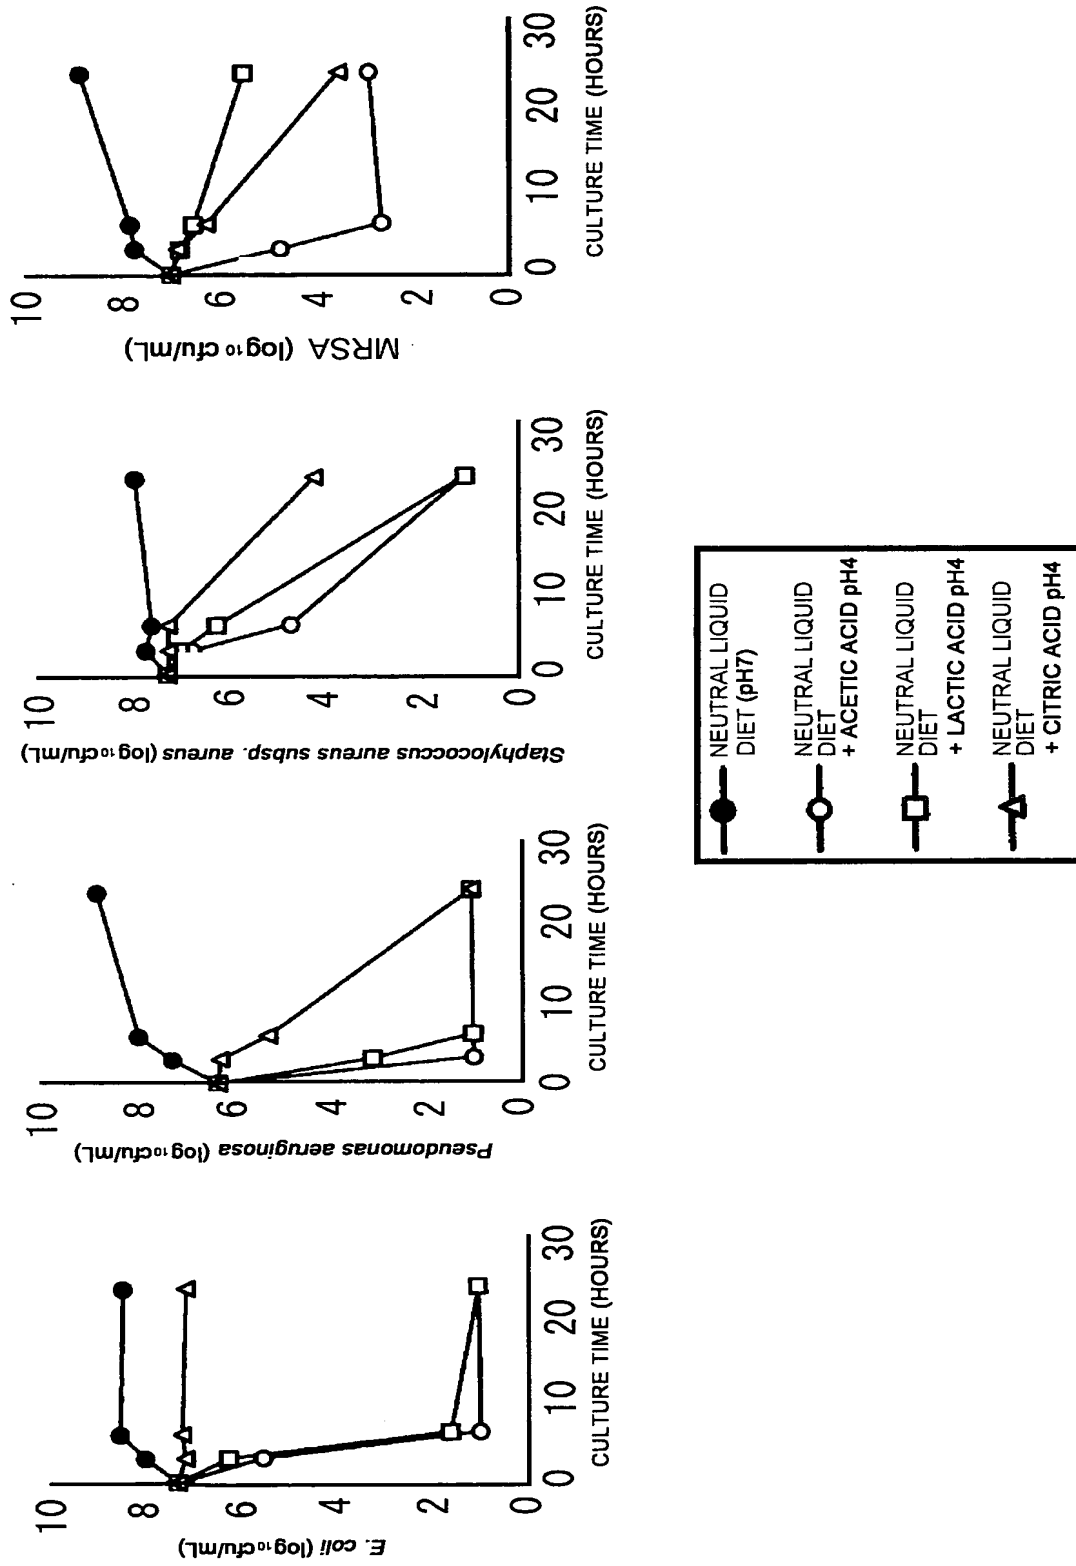 10
8
6
4
2
0
E. coli (log10 cfu/mL)
0
10
20
30
CULTURE TIME (HOURS)
10
8
6
4
2
0
Pseudomonas aeruginosa (log10 cfu/mL)
0
10
20
30
CULTURE TIME (HOURS)
10
8
6
4
2
0
Staphylococcus aureus subsp. aureus (log10 cfu/mL)
0
10
20
30
CULTURE TIME (HOURS)
10
8
6
4
2
0
MRSA (log10 cfu/mL)
0
10
20
30
CULTURE TIME (HOURS)
NEUTRAL LIQUID
DIET (pH7)
NEUTRAL LIQUID
DIET
+ ACETIC ACID pH4
NEUTRAL LIQUID
DIET
+ LACTIC ACID pH4
NEUTRAL LIQUID
DIET
+ CITRIC ACID pH4